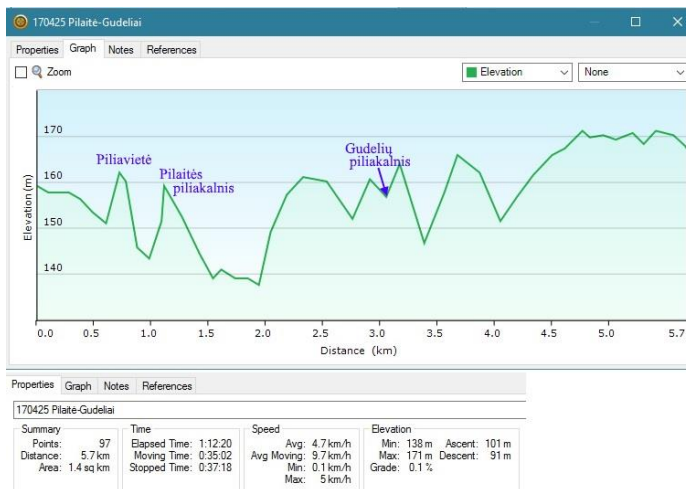 170425 Pilaitė-Gudeliai
Properties Graph Notes References
Zoom
Elevation
None
170
160
150
140
Elevation (m)
Piliavietė
Pilaitės
piliakalnis
Gudelių
piliakalnis
0.0 0.5 1.0 1.5 2.0 2.5 3.0 3.5 4.0 4.5 5.0 5.7
Distance (km)
Properties Graph Notes References
170425 Pilaitė-Gudeliai
Summary Time Speed Elevation
Points: 97 Elapsed Time: 1:12:20 Avg: 4.7 km/h Min: 138 m Ascent: 101 m
Distance: 5.7 km Moving Time: 0:35:02 Avg Moving: 9.7 km/h Max: 171 m Descent: 91 m
Area: 1.4 sq km Stopped Time: 0:37:18 Min: 0.1 km/h Grade: 0.1 %
Max: 5 km/h